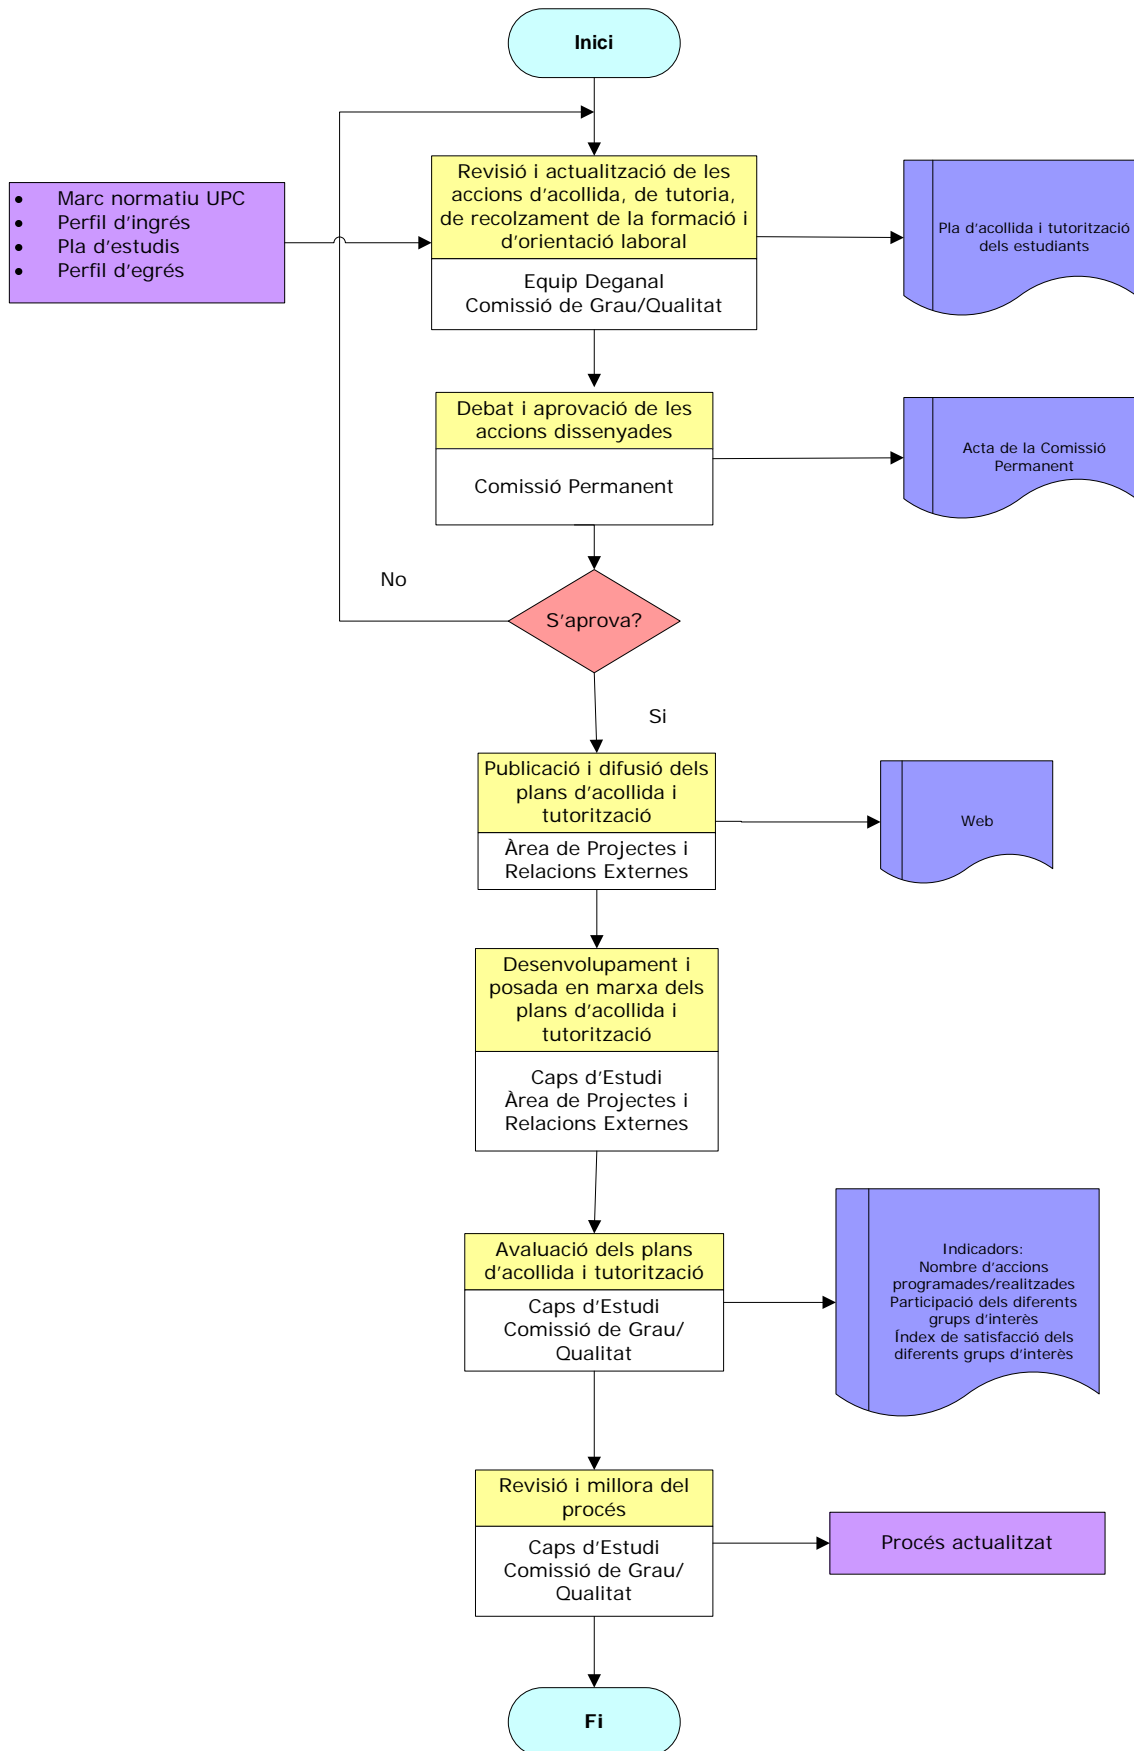 Inici
Revisió i actualització de les
accions d'acollida, de tutoria,
de recolzament de la formació i
d'orientació laboral
Equip Deganal
Comissió de Grau/Qualitat
• Marc normatiu UPC
• Perfil d'ingrés
• Pla d'estudis
• Perfil d'egrés
Pla d'acollida i tutorització
dels estudiants
Debat i aprovació de les
accions dissenyades
Comissió Permanent
Acta de la Comissió
Permanent
No
S'aprova?
Si
Publicació i difusió dels
plans d'acollida i
tutorització
Àrea de Projectes i
Relacions Externes
Web
Desenvolupament i
posada en marxa dels
plans d'acollida i
tutorització
Caps d'Estudi
Àrea de Projectes i
Relacions Externes
Avaluació dels plans
d'acollida i tutorització
Caps d'Estudi
Comissió de Grau/
Qualitat
Indicadors:
Nombre d'accions
programades/realitzades
Participació dels diferents
grups d'interès
Índex de satisfacció dels
diferents grups d'interès
Revisió i millora del
procés
Caps d'Estudi
Comissió de Grau/
Qualitat
Procés actualitzat
Fi